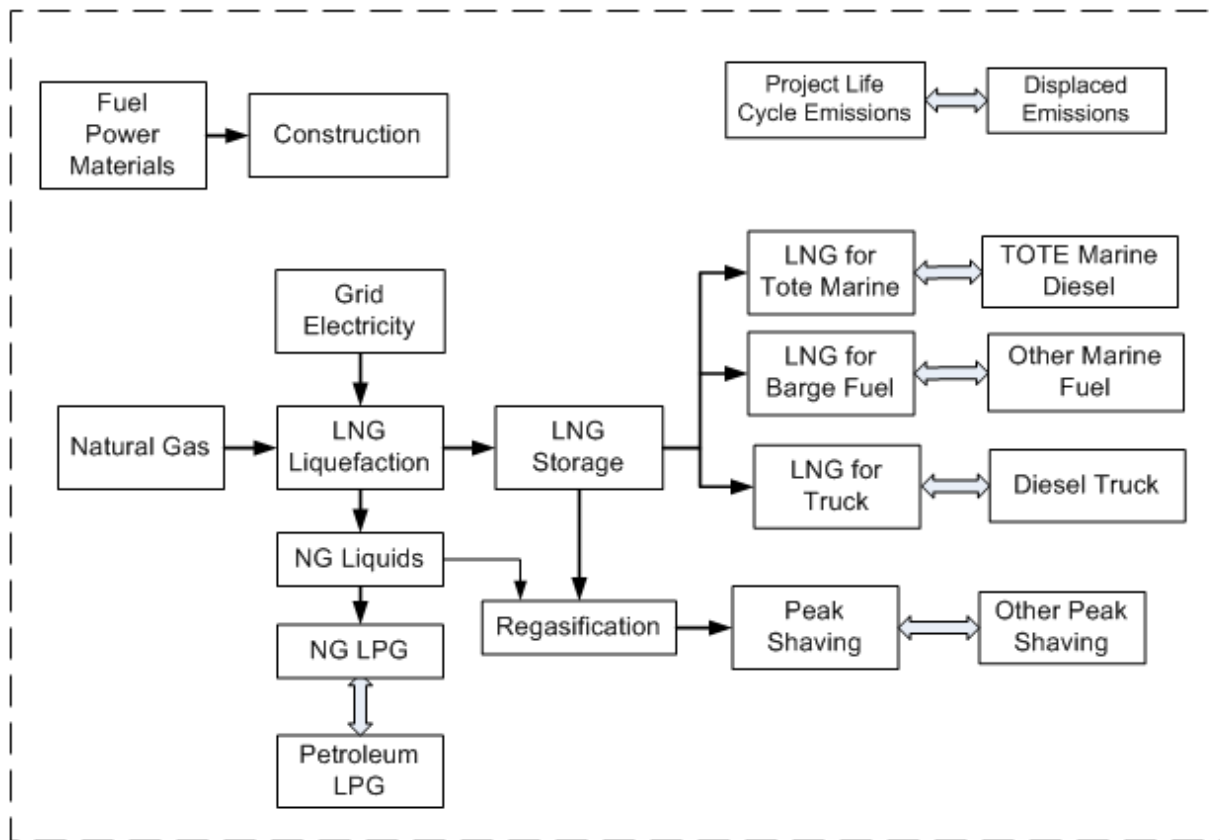 Fuel
Power
Materials
Construction
Project Life
Cycle Emissions
Displaced
Emissions
Grid
Electricity
LNG for
Tote Marine
TOTE Marine
Diesel
LNG for
Barge Fuel
Other Marine
Fuel
Natural Gas
LNG
Liquefaction
LNG
Storage
LNG for
Truck
Diesel Truck
NG Liquids
Regasification
Peak
Shaving
Other Peak
Shaving
NG LPG
Petroleum
LPG